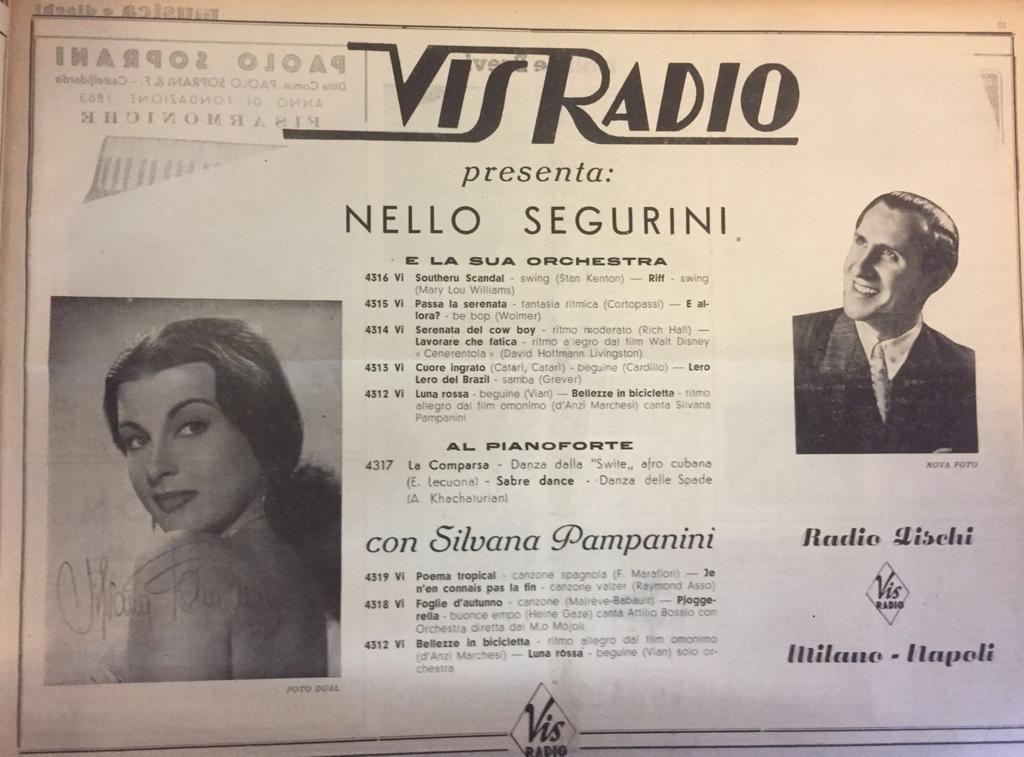 musica e dischi
10
PAOLO SOPRANI
Ditta Comm. PAOLO SOPRANI & F. - Castelfidardo
ANNO DI FONDAZIONE 1863
FISARMONICHE
VIS RADIO
presenta:
NELLO SEGURINI
E LA SUA ORCHESTRA
4316 Vi Southeru Scandal - swing (Stan Kenton) — Riff - swing
(Mary Lou Williams)
4315 Vi Passa la serenata - fantasia ritmica (Cortopassi) — E al-
lora? - be bop (Wolmer)
4314 Vi Serenata del cow boy - ritmo moderato (Rich Hall) —
Lavorare che fatica - ritmo a egro dal film Walt Disney
« Cenerentola » (David Hoffmann Livingston)
4313 Vi Cuore ingrato (Catarì, Catarì) - beguine (Cardillo) — Lero
Lero del Brazil - samba (Grever)
4312 Vi Luna rossa - beguine (Vian) — Bellezze in bicicletta - ritmo
allegro dal film omonimo (d'Anzi Marchesi) canta Silvana
Pampanini
AL PIANOFORTE
4317 La Comparsa - Danza dalla "Swite„ afro cubana
(E. Lecuona) - Sabre dance - Danza delle Spade
(A. Khachaturian)
con Silvana Pampanini
4319 Vi Poema tropical - canzone spagnola (F. Marafiori) — Je
n'en connais pas la fin - canzone valzer (Raymond Asso)
4318 Vi Foglie d'autunno - canzone (Mairève-Babault) — Piogge-
rella - buonce empo (Heine Gaze) canta Attilio Bossio con
Orchestra diretta dal M.o Mojoli
4312 Vi Bellezze in bicicletta - ritmo allegro dal film omonimo
(d'Anzi Marchesi) — Luna rossa - beguine (Vian) solo or-
chestra
NOVA FOTO
Radio Dischi
Vis
RADIO
Milano - Napoli
Silvana
FOTO DUAL
Vis
RADIO